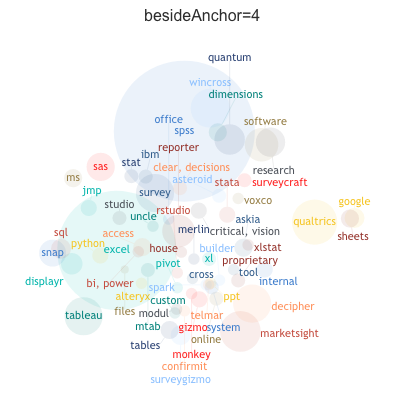 besideAnchor=4
quantum
wincross
dimensions
office
software
spss
reporter
ibm
stat
clear, decisions
sas
research
ms
asteroid
stata
surveycraft
jmp
survey
voxco
google
studio
rstudio
uncle
askia
qualtrics
sql
access
merlin
critical, vision
sheets
python
snap
excel
house
builder
xlstat
xl
proprietary
pivot
cross
tool
displayr
bi, power
spark
internal
alteryx
custom
ppt
decipher
files
modul
telmar
tableau
mtab
gizmo
system
marketsight
online
tables
monkey
confirmit
surveygizmo